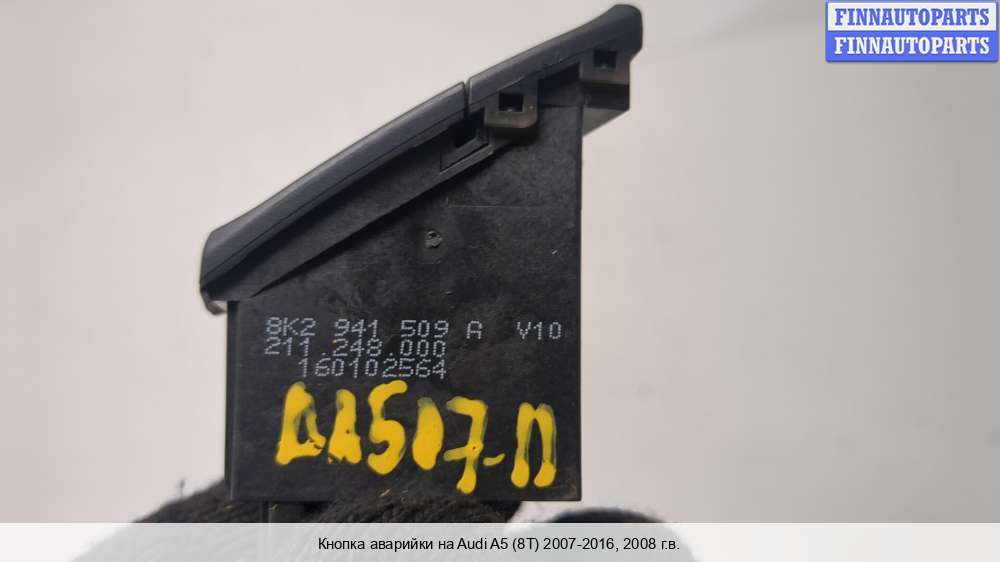 FINNAUTOPARTS
FINNAUTOPARTS
8K2 941 509 A V10
211.248.000
160102564
Кнопка аварийки на Audi A5 (8T) 2007-2016, 2008 г.в.